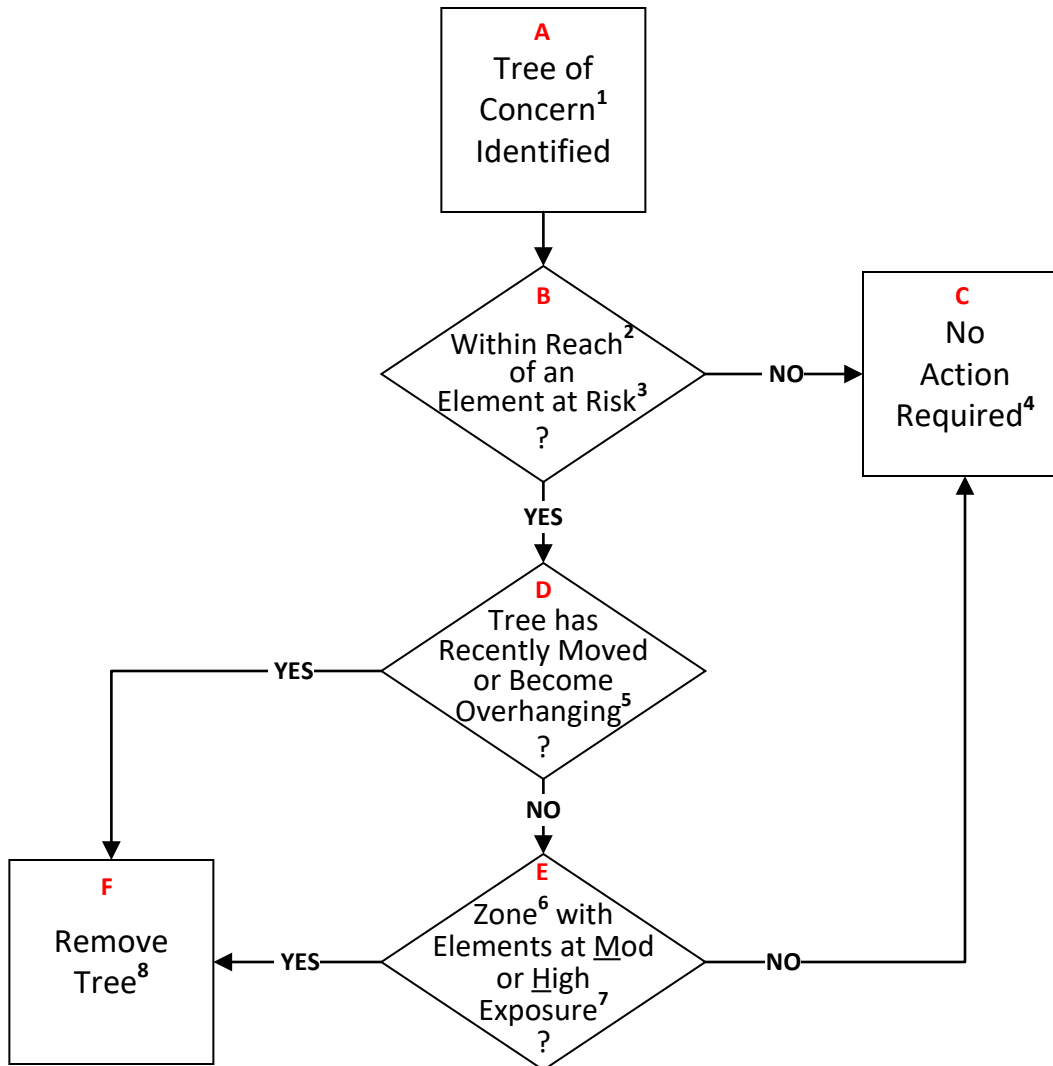 A
Tree of
Concern1
Identified
B
Within Reach2
of an
Element at Risk3
?
NO
C
No
Action
Required4
YES
D
Tree has
Recently Moved
or Become
Overhanging5
?
YES
NO
E
Zone6 with
Elements at Mod
or High
Exposure7
?
YES
NO
F
Remove
Tree8